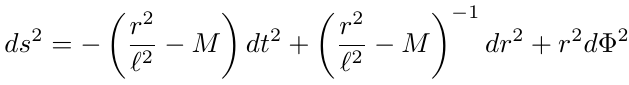 $ds^2 = -\left(\frac{r^2}{\ell^2} - M\right) dt^2 + \left(\frac{r^2}{\ell^2} - M\right)^{-1} dr^2 + r^2 d\Phi^2$